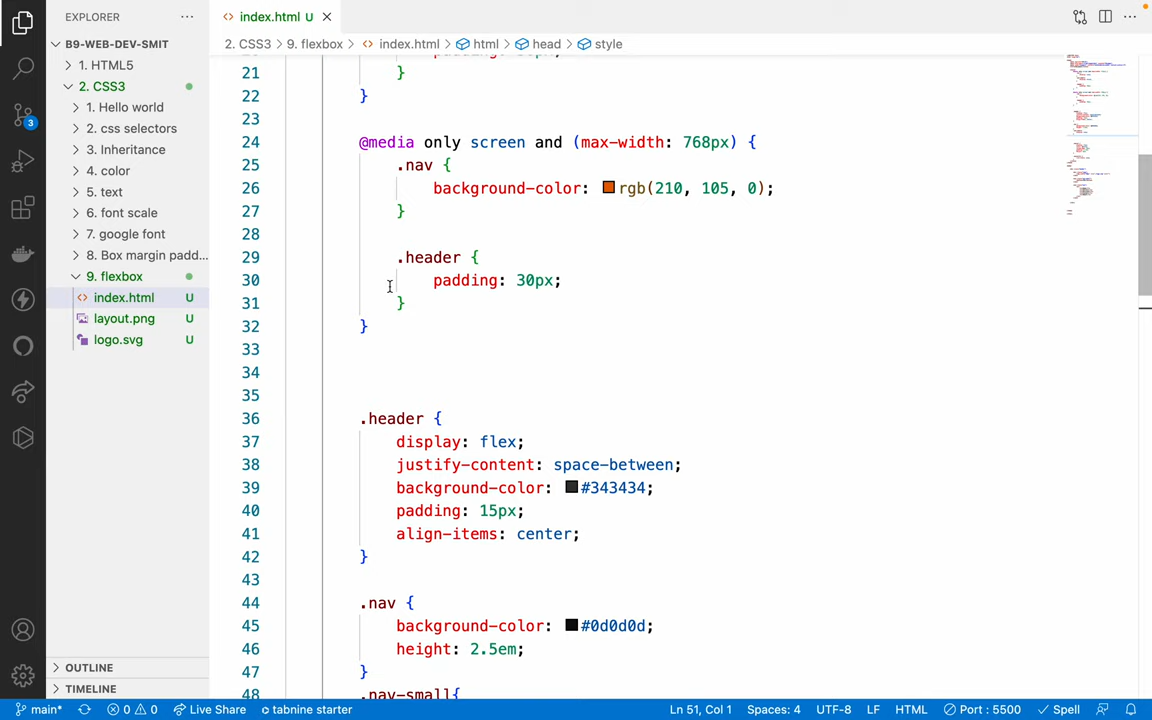 EXPLORER
index.html U
B9-WEB-DEV-SMIT
2. CSS3 > 9. flexbox > index.html > html > head > style
1. HTML5
2. CSS3
1. Hello world
2. css selectors
3. Inheritance
4. color
5. text
6. font scale
7. google font
8. Box margin padd...
9. flexbox
index.html U
layout.png U
logo.svg U
OUTLINE
TIMELINE
3
21 }
22 }
23
24 @media only screen and (max-width: 768px) {
25 .nav {
26 background-color: rgb(210, 105, 0);
27 }
28
29 .header {
30 padding: 30px;
31 }
32 }
33
34
35
36 .header {
37 display: flex;
38 justify-content: space-between;
39 background-color: #343434;
40 padding: 15px;
41 align-items: center;
42 }
43
44 .nav {
45 background-color: #0d0d0d;
46 height: 2.5em;
47 }
48 .nav-small{
main* 0 0 Live Share tabnine starter Ln 51, Col 1 Spaces: 4 UTF-8 LF HTML Port : 5500 Spell